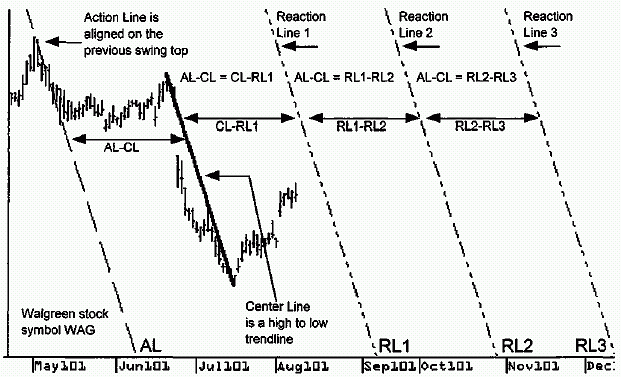 Action Line is
aligned on the
previous swing top
Reaction
Line 1
Reaction
Line 2
Reaction
Line 3
AL-CL = CL-RL1
AL-CL = RL1-RL2
AL-CL = RL2-RL3
CL-RL1
RL1-RL2
RL2-RL3
AL-CL
Center Line
is a high to low
trendline
Walgreen stock
symbol WAG
AL
RL1
RL2
RL3
May101 Jun101 Jul101 Aug101 Sep101 Oct101 Nov101 Dec